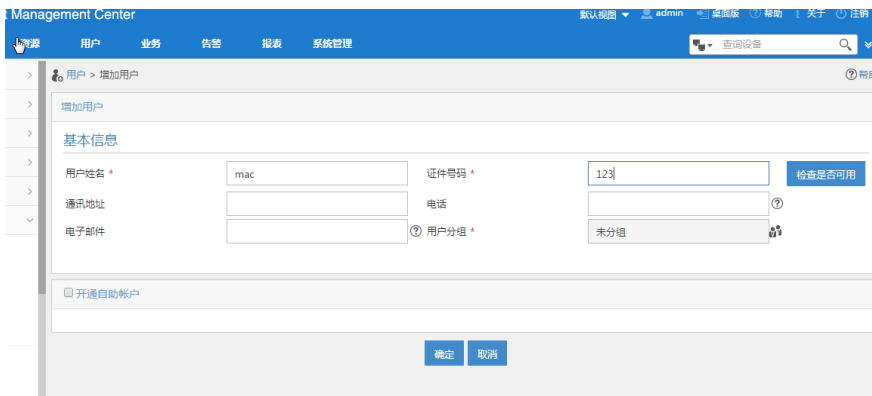 t Management Center 默认视图 admin 桌面版 帮助 关于 注销
资源 用户 业务 告警 报表 系统管理 查询设备
用户 > 增加用户 帮助
增加用户
基本信息
用户姓名 * mac 证件号码 * 123 检查是否可用
通讯地址 电话
电子邮件 用户分组 * 未分组
开通自助帐户
确定 取消